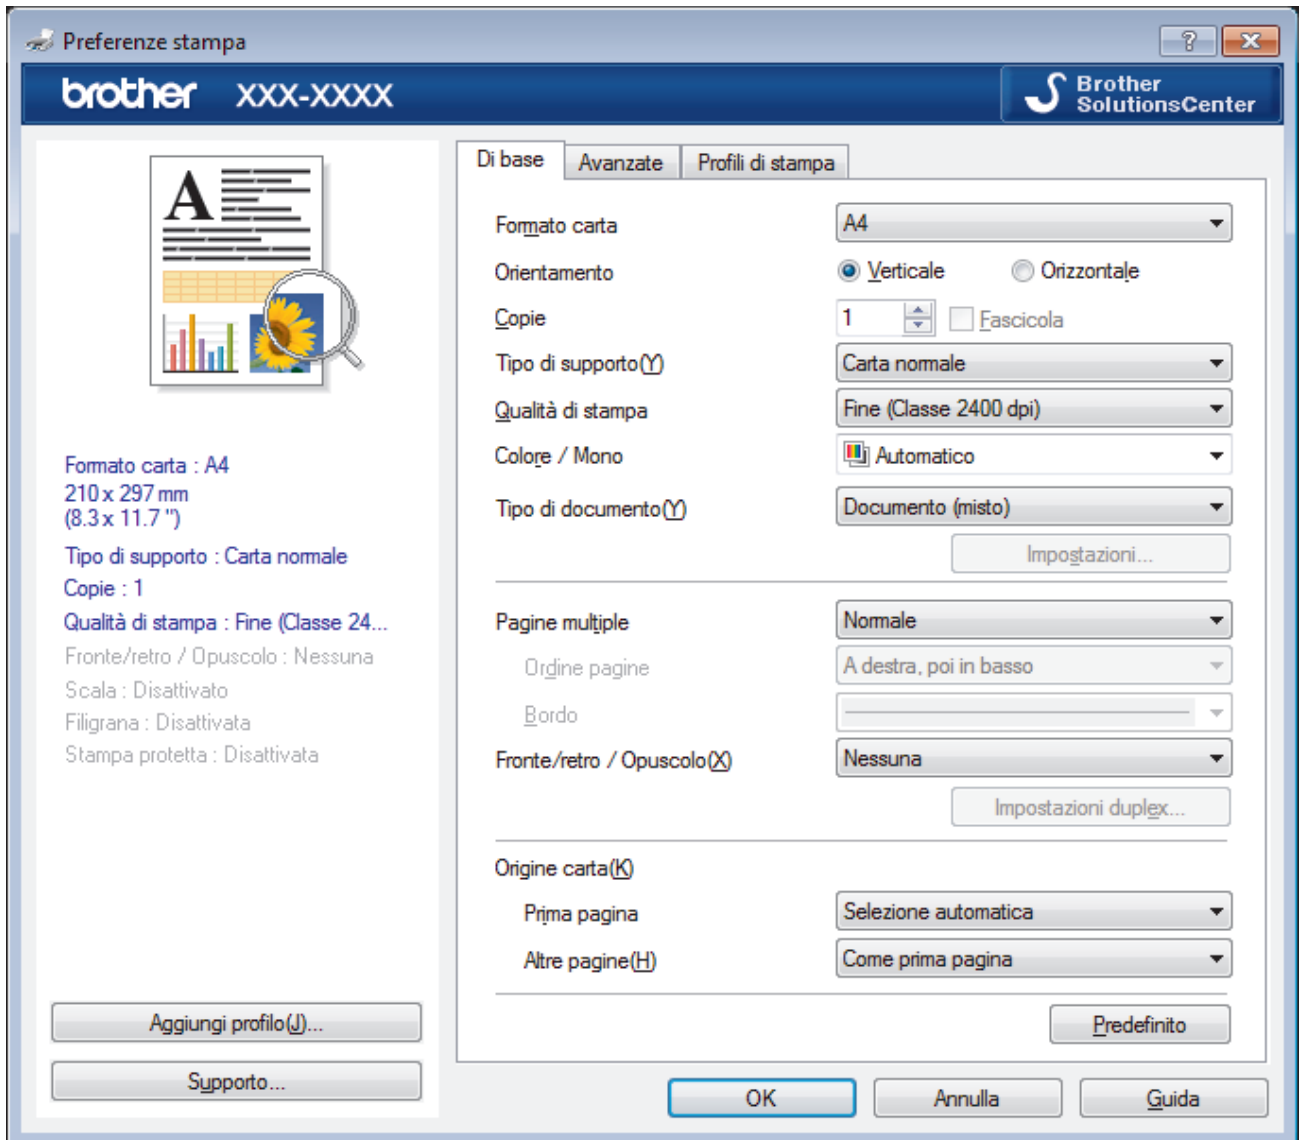 Preferenze stampa
?
brother XXX-XXXX
Brother
SolutionsCenter
A
Formato carta : A4
210 x 297 mm
(8.3 x 11.7 ")
Tipo di supporto : Carta normale
Copie : 1
Qualità di stampa : Fine (Classe 24...
Fronte/retro / Opuscolo : Nessuna
Scala : Disattivato
Filigrana : Disattivata
Stampa protetta : Disattivata
Aggiungi profilo(J)...
Supporto...
Di base Avanzate Profili di stampa
Formato carta A4
Orientamento Verticale Orizzontale
Copie 1 Fascicola
Tipo di supporto(Y) Carta normale
Qualità di stampa Fine (Classe 2400 dpi)
Colore / Mono Automatico
Tipo di documento(Y) Documento (misto)
Impostazioni...
Pagine multiple Normale
Ordine pagine A destra, poi in basso
Bordo
Fronte/retro / Opuscolo(X) Nessuna
Impostazioni duplex...
Origine carta(K)
Prima pagina Selezione automatica
Altre pagine(H) Come prima pagina
Predefinito
OK Annulla Guida